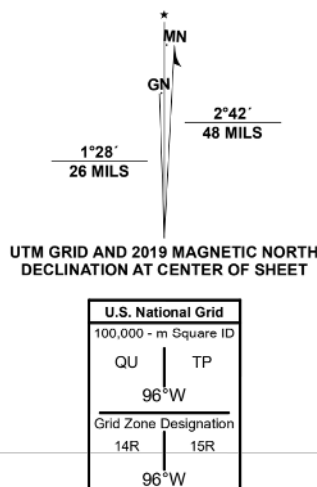 ★
MN
GN
2°42´
48 MILS
1°28´
26 MILS
UTM GRID AND 2019 MAGNETIC NORTH
DECLINATION AT CENTER OF SHEET
U.S. National Grid
100,000 - m Square ID
QU TP
96°W
Grid Zone Designation
14R 15R
96°W